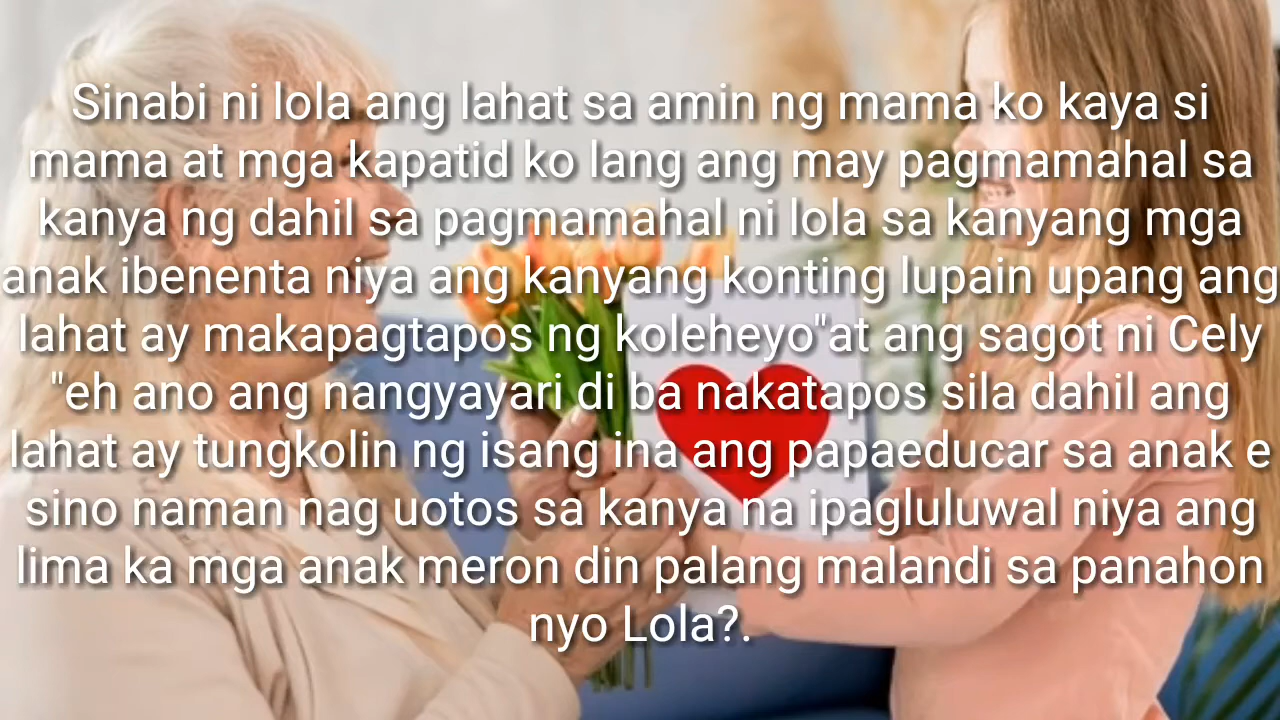 Sinabi ni lola ang lahat sa amin ng mama ko kaya si
mama at mga kapatid ko lang ang may pagmamahal sa
kanya ng dahil sa pagmamahal ni lola sa kanyang mga
anak ibenenta niya ang kanyang konting lupain upang ang
lahat ay makapagtapos ng koleheyo"at ang sagot ni Cely
"eh ano ang nangyayari di ba nakatapos sila dahil ang
lahat ay tungkolin ng isang ina ang papaeducar sa anak e
sino naman nag uotos sa kanya na ipagluluwal niya ang
lima ka mga anak meron din palang malandi sa panahon
nyo Lola?.